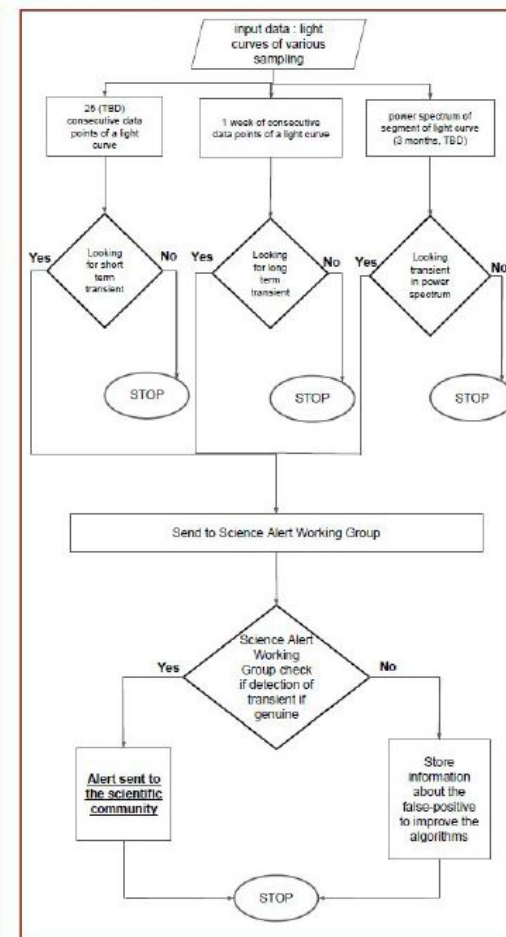 input data : light
curves of various
sampling
26 (TBD)
consecutive data
points of a light
curve
1 week of consecutive
data points of a light curve
power spectrum of
segment of light curve
(3 months, TBD)
Yes
Looking
for short
term
transient
No
Yes
Looking
for long
term
transient
No
Yes
Looking
transient
in power
spectrum
No
STOP
STOP
STOP
Send to Science Alert Working Group
Yes
Science Alert
Working
Group check
if detection of
transient if
genuine
No
Alert sent to
the scientific
community
Store
information
about the
false-positive
to improve the
algorithms
STOP